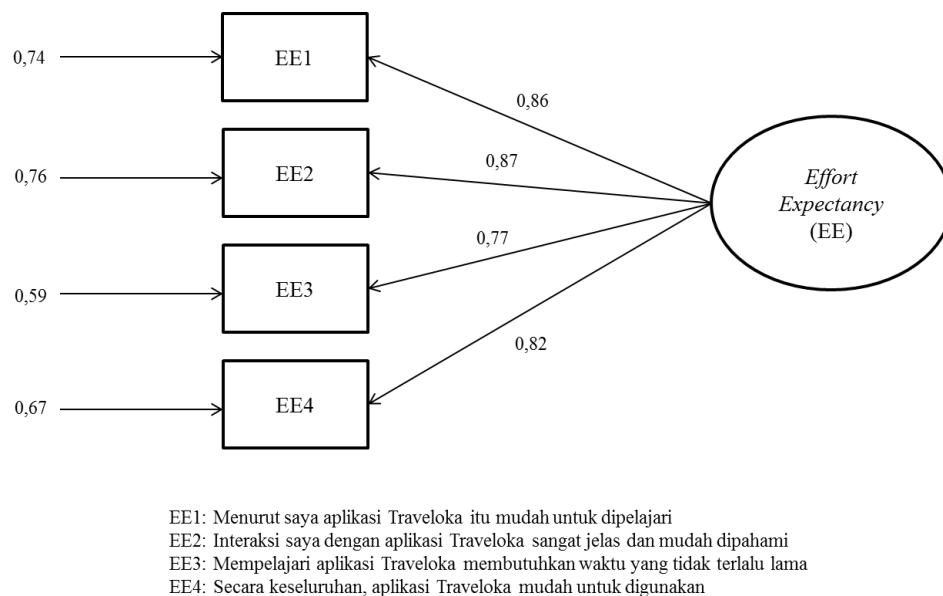 0,74
EE1
0,86
0,76
EE2
0,87
Effort
Expectancy
(EE)
0,77
0,59
EE3
0,82
0,67
EE4
EE1: Menurut saya aplikasi Traveloka itu mudah untuk dipelajari
EE2: Interaksi saya dengan aplikasi Traveloka sangat jelas dan mudah dipahami
EE3: Mempelajari aplikasi Traveloka membutuhkan waktu yang tidak terlalu lama
EE4: Secara keseluruhan, aplikasi Traveloka mudah untuk digunakan